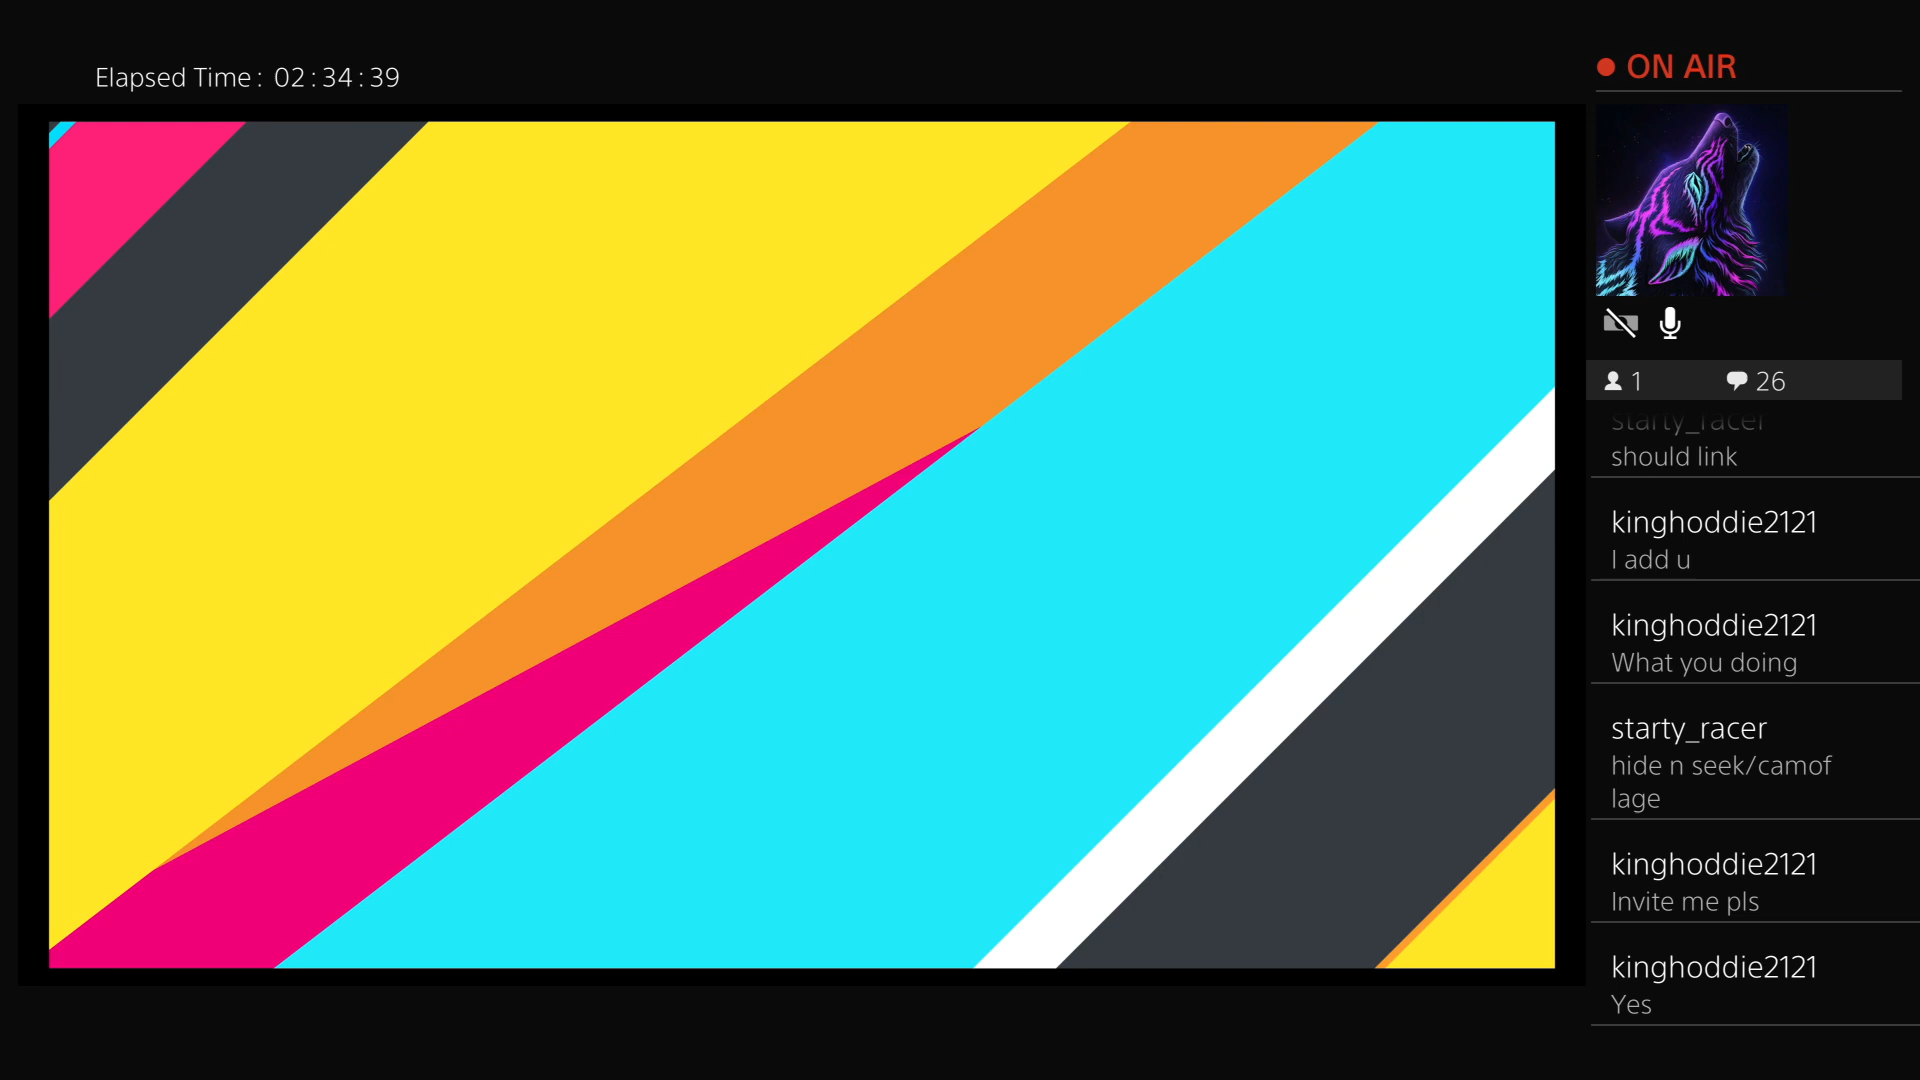 Elapsed Time: 02:34:39
ON AIR
1
26
starty_racer
should link
kinghoddie2121
I add u
kinghoddie2121
What you doing
starty_racer
hide n seek/camof
lage
kinghoddie2121
Invite me pls
kinghoddie2121
Yes